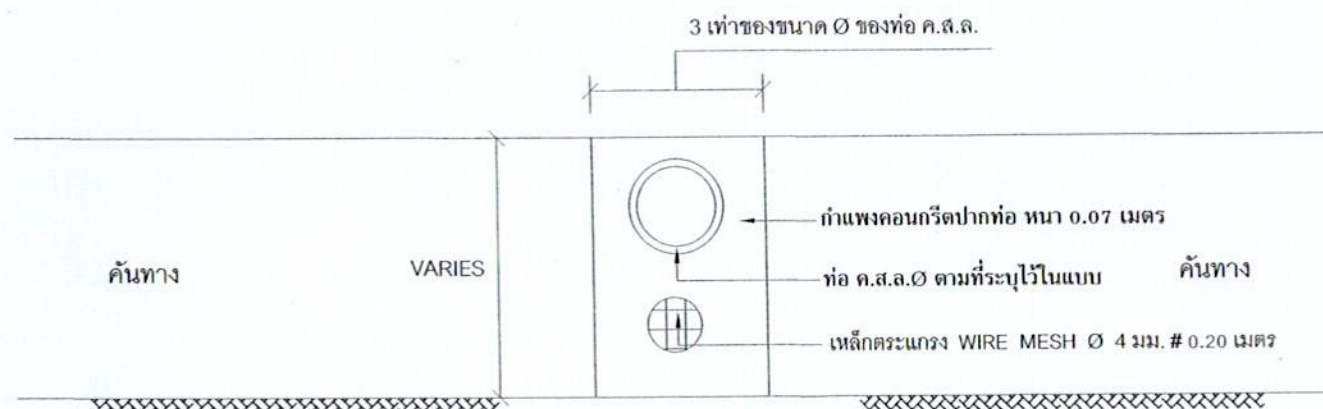 3 เท่าของขนาด Ø ของท่อ ค.ส.ล.
กำแพงคอนกรีตปากท่อ หนา 0.07 เมตร
คันทาง
VARIES
ท่อ ค.ส.ล.Ø ตามที่ระบุไว้ในแบบ
คันทาง
เหล็กตระแกรง WIRE MESH Ø 4 มม. # 0.20 เมตร